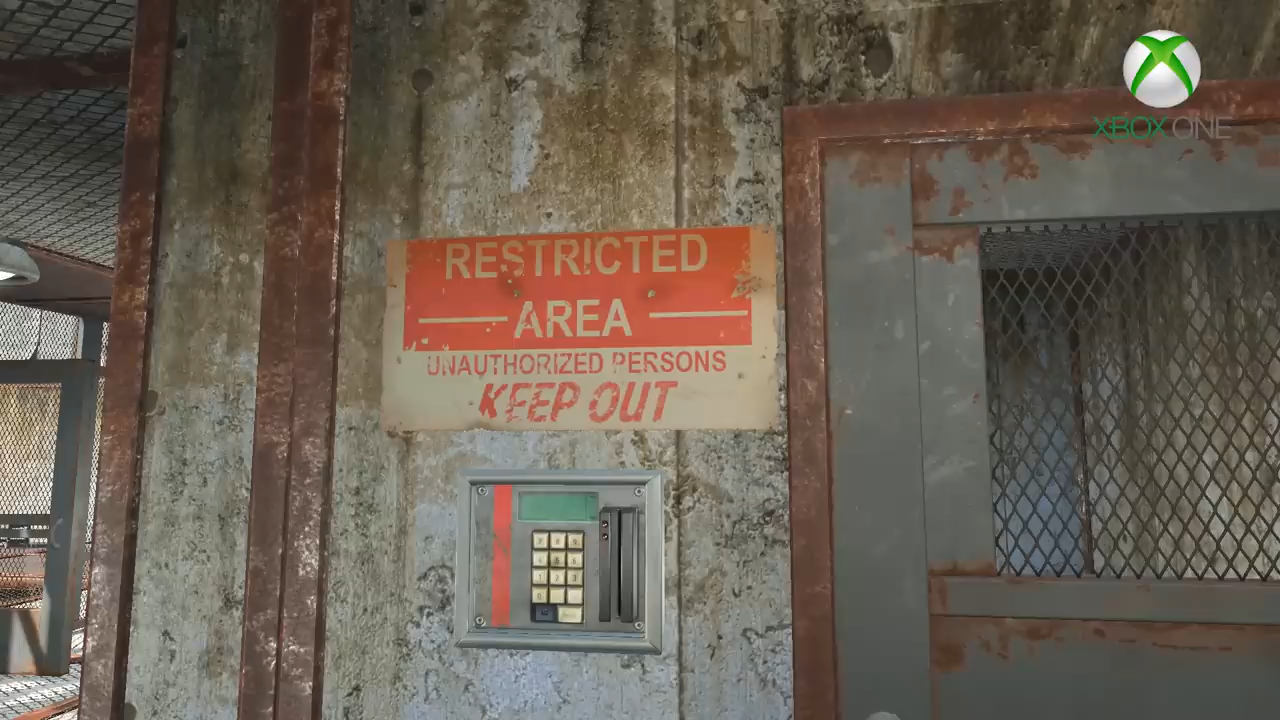 XBOX ONE
RESTRICTED
AREA
UNAUTHORIZED PERSONS
KEEP OUT